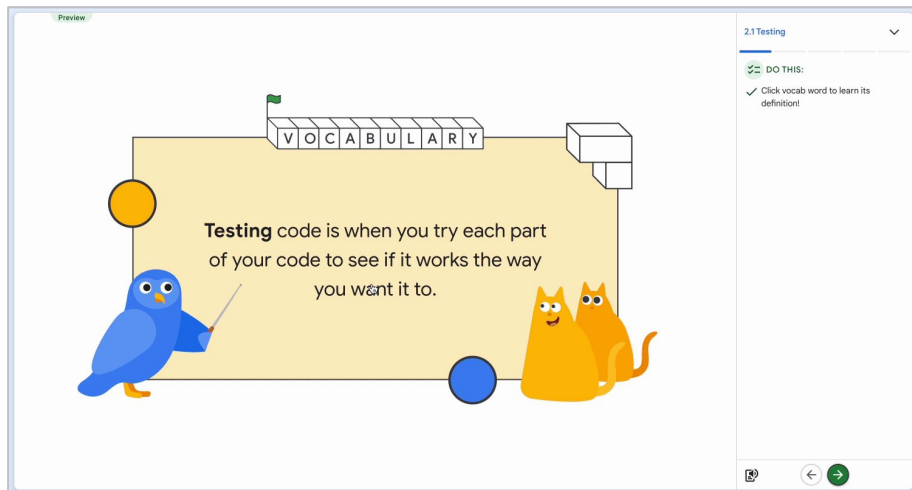 Preview
VOCABULARY
Testing code is when you try each part
of your code to see if it works the way
you want it to.
2.1 Testing
DO THIS:
Click vocab word to learn its
definition!